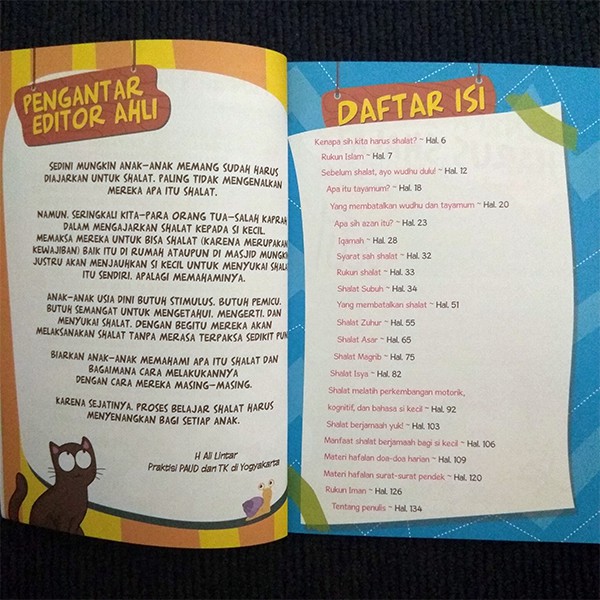 PENGANTAR
EDITOR AHLI
SEDINI MUNGKIN ANAK-ANAK MEMANG SUDAH HARUS
DIAJARKAN UNTUK SHALAT. PALING TIDAK MENGENALKAN
MEREKA APA ITU SHALAT.
NAMUN, SERINGKALI KITA-PARA ORANG TUA-SALAH KAPRAH
DALAM MENGAJARKAN SHALAT KEPADA SI KECIL.
MEMAKSA MEREKA UNTUK BISA SHALAT (KARENA MERUPAKAN
KEWAJIBAN) BAIK ITU DI RUMAH ATAUPUN DI MASJID MUNGKIN
JUSTRU AKAN MENJAUHKAN SI KECIL UNTUK MENYUKAI SHALA
ITU SENDIRI. APALAGI MEMAHAMINYA.
ANAK-ANAK USIA DINI BUTUH STIMULUS. BUTUH PEMICU.
BUTUH SEMANGAT UNTUK MENGETAHUI. MENGERTI. DAN
MENYUKAI SHALAT. DENGAN BEGITU MEREKA AKAN
MELAKSANAKAN SHALAT TANPA MERASA TERPAKSA SEDIKIT PUN.
BIARKAN ANAK-ANAK MEMAHAMI APA ITU SHALAT DAN
BAGAIMANA CARA MELAKUKANNYA
DENGAN CARA MEREKA MASING-MASING.
KARENA SEJATINYA. PROSES BELAJAR SHALAT HARUS
MENYENANGKAN BAGI SETIAP ANAK.
H Ali Lintar
Praktisi PAUD dan TK di Yogyakarta
DAFTAR ISI
Kenapa sih kita harus shalat? ~ Hal. 6
Rukun Islam ~ Hal. 7
Sebelum shalat, ayo wudhu dulu! ~ Hal. 12
Apa itu tayamum? ~ Hal. 18
Yang membatalkan wudhu dan tayamum ~ Hal. 20
Apa sih azan itu? ~ Hal. 23
Iqamah ~ Hal. 28
Syarat sah shalat ~ Hal. 32
Rukun shalat ~ Hal. 33
Shalat Subuh ~ Hal. 34
Yang membatalkan shalat ~ Hal. 51
Shalat Zuhur ~ Hal. 55
Shalat Asar ~ Hal. 65
Shalat Magrib ~ Hal. 75
Shalat Isya ~ Hal. 82
Shalat melatih perkembangan motorik,
kognitif, dan bahasa si kecil ~ Hal. 92
Shalat berjamaah yuk! ~ Hal. 103
Manfaat shalat berjamaah bagi si kecil ~ Hal. 106
Materi hafalan doa-doa harian ~ Hal. 109
Materi hafalan surat-surat pendek ~ Hal. 120
Rukun Iman ~ Hal. 126
Tentang penulis ~ Hal. 134